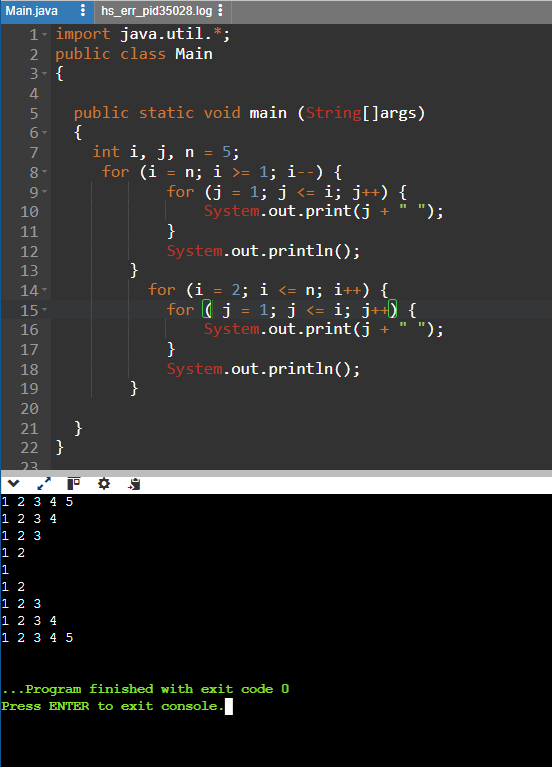 Main.java hs_err_pid35028.log
1 import java.util.*;
2 public class Main
3 {
4
5 public static void main (String[]args)
6 {
7 int i, j, n = 5;
8 for (i = n; i >= 1; i--) {
9 for (j = 1; j <= i; j++) {
10 System.out.print(j + " ");
11 }
12 System.out.println();
13 }
14 for (i = 2; i <= n; i++) {
15 for ( j = 1; j <= i; j++) {
16 System.out.print(j + " ");
17 }
18 System.out.println();
19 }
20
21 }
22 }
23
1 2 3 4 5
1 2 3 4
1 2 3
1 2
1
1 2
1 2 3
1 2 3 4
1 2 3 4 5
...Program finished with exit code 0
Press ENTER to exit console.